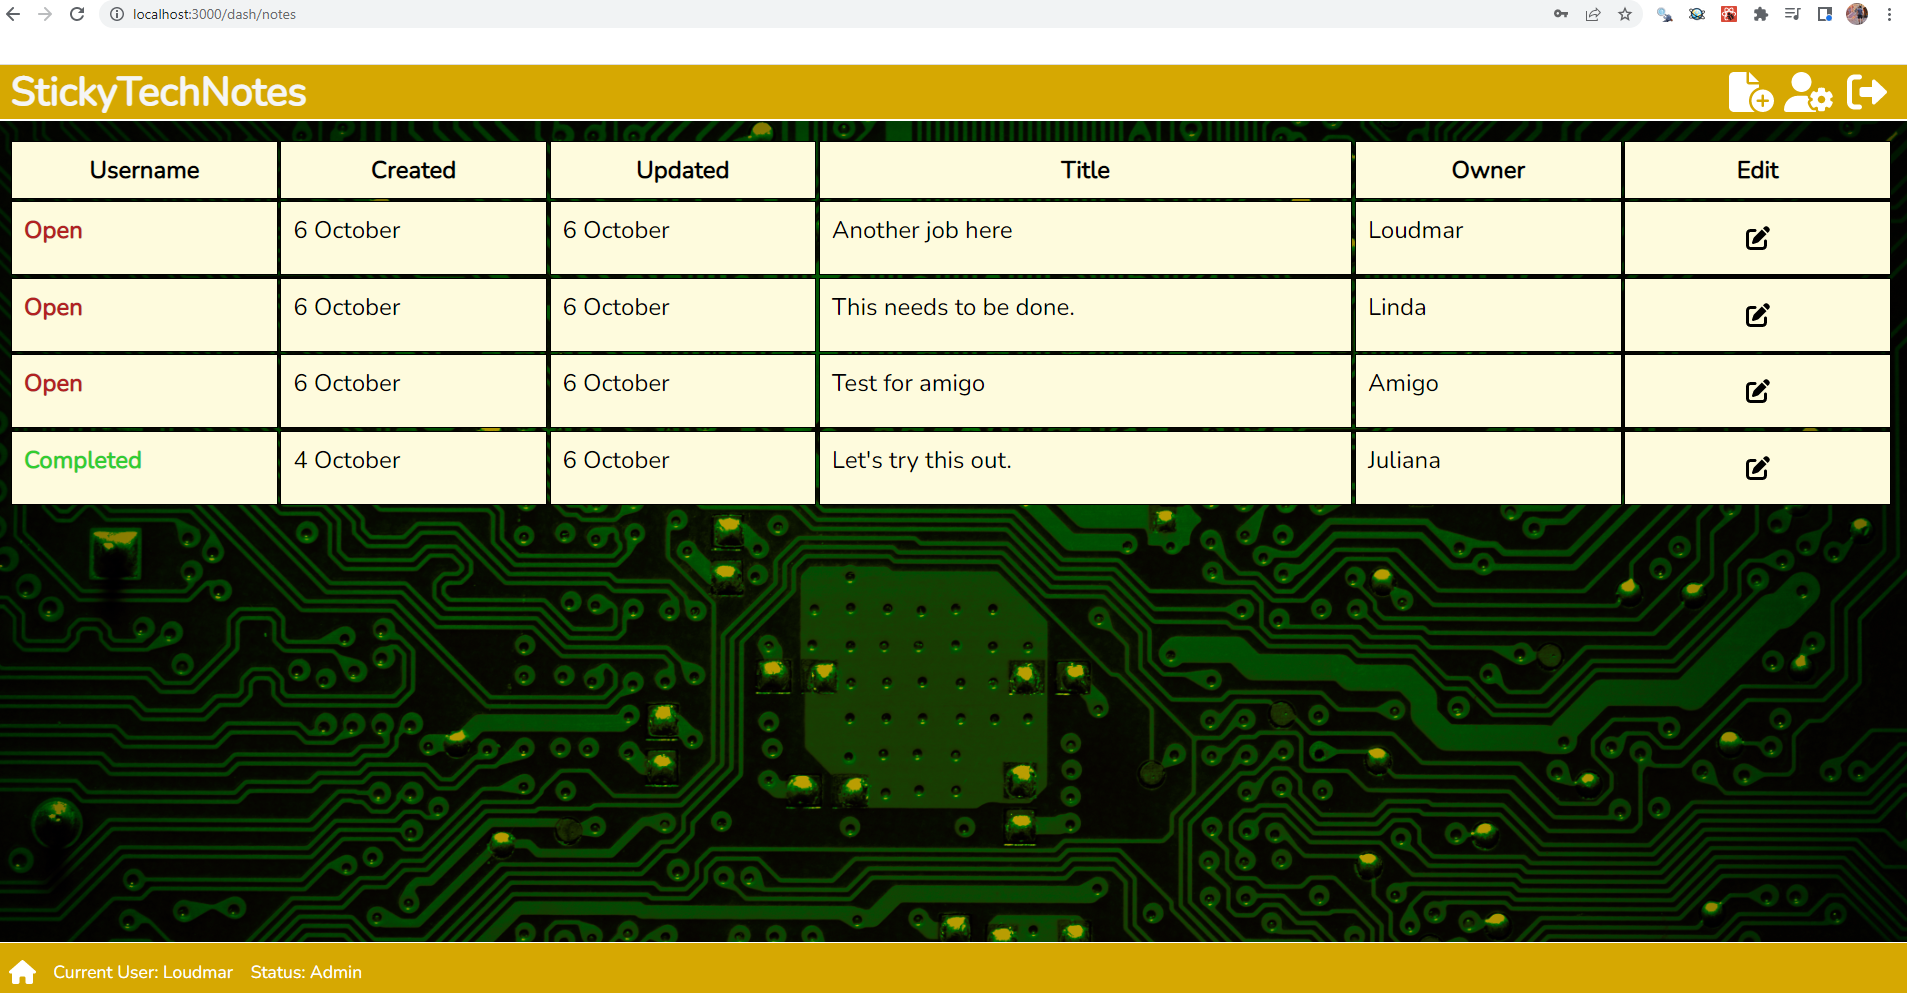 localhost:3000/dash/notes
StickyTechNotes
Username Created Updated Title Owner Edit
Open 6 October 6 October Another job here Loudmar
Open 6 October 6 October This needs to be done. Linda
Open 6 October 6 October Test for amigo Amigo
Completed 4 October 6 October Let's try this out. Juliana
Current User: Loudmar Status: Admin